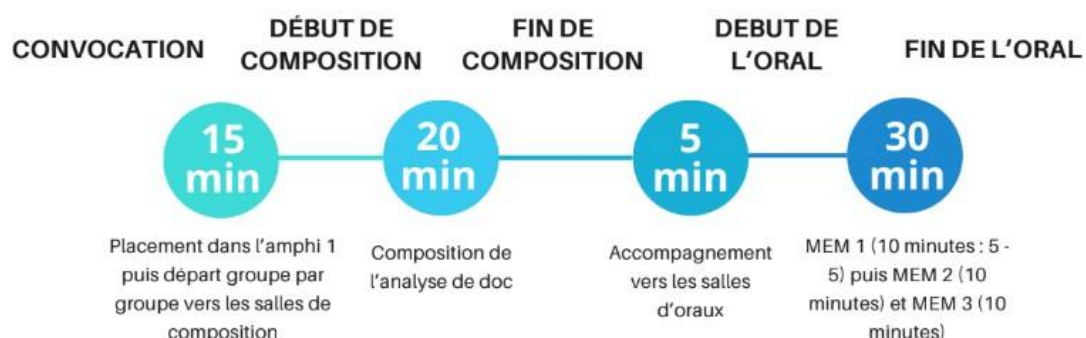 CONVOCATION
DÉBUT DE
COMPOSITION
FIN DE
COMPOSITION
DEBUT DE
L'ORAL
FIN DE L'ORAL
15
min
20
min
5
min
30
min
Placement dans l'amphi 1
puis départ groupe par
groupe vers les salles de
composition
Composition de
l'analyse de doc
Accompagnement
vers les salles
d'oraux
MEM 1 (10 minutes : 5 -
5) puis MEM 2 (10
minutes) et MEM 3 (10
minutes)